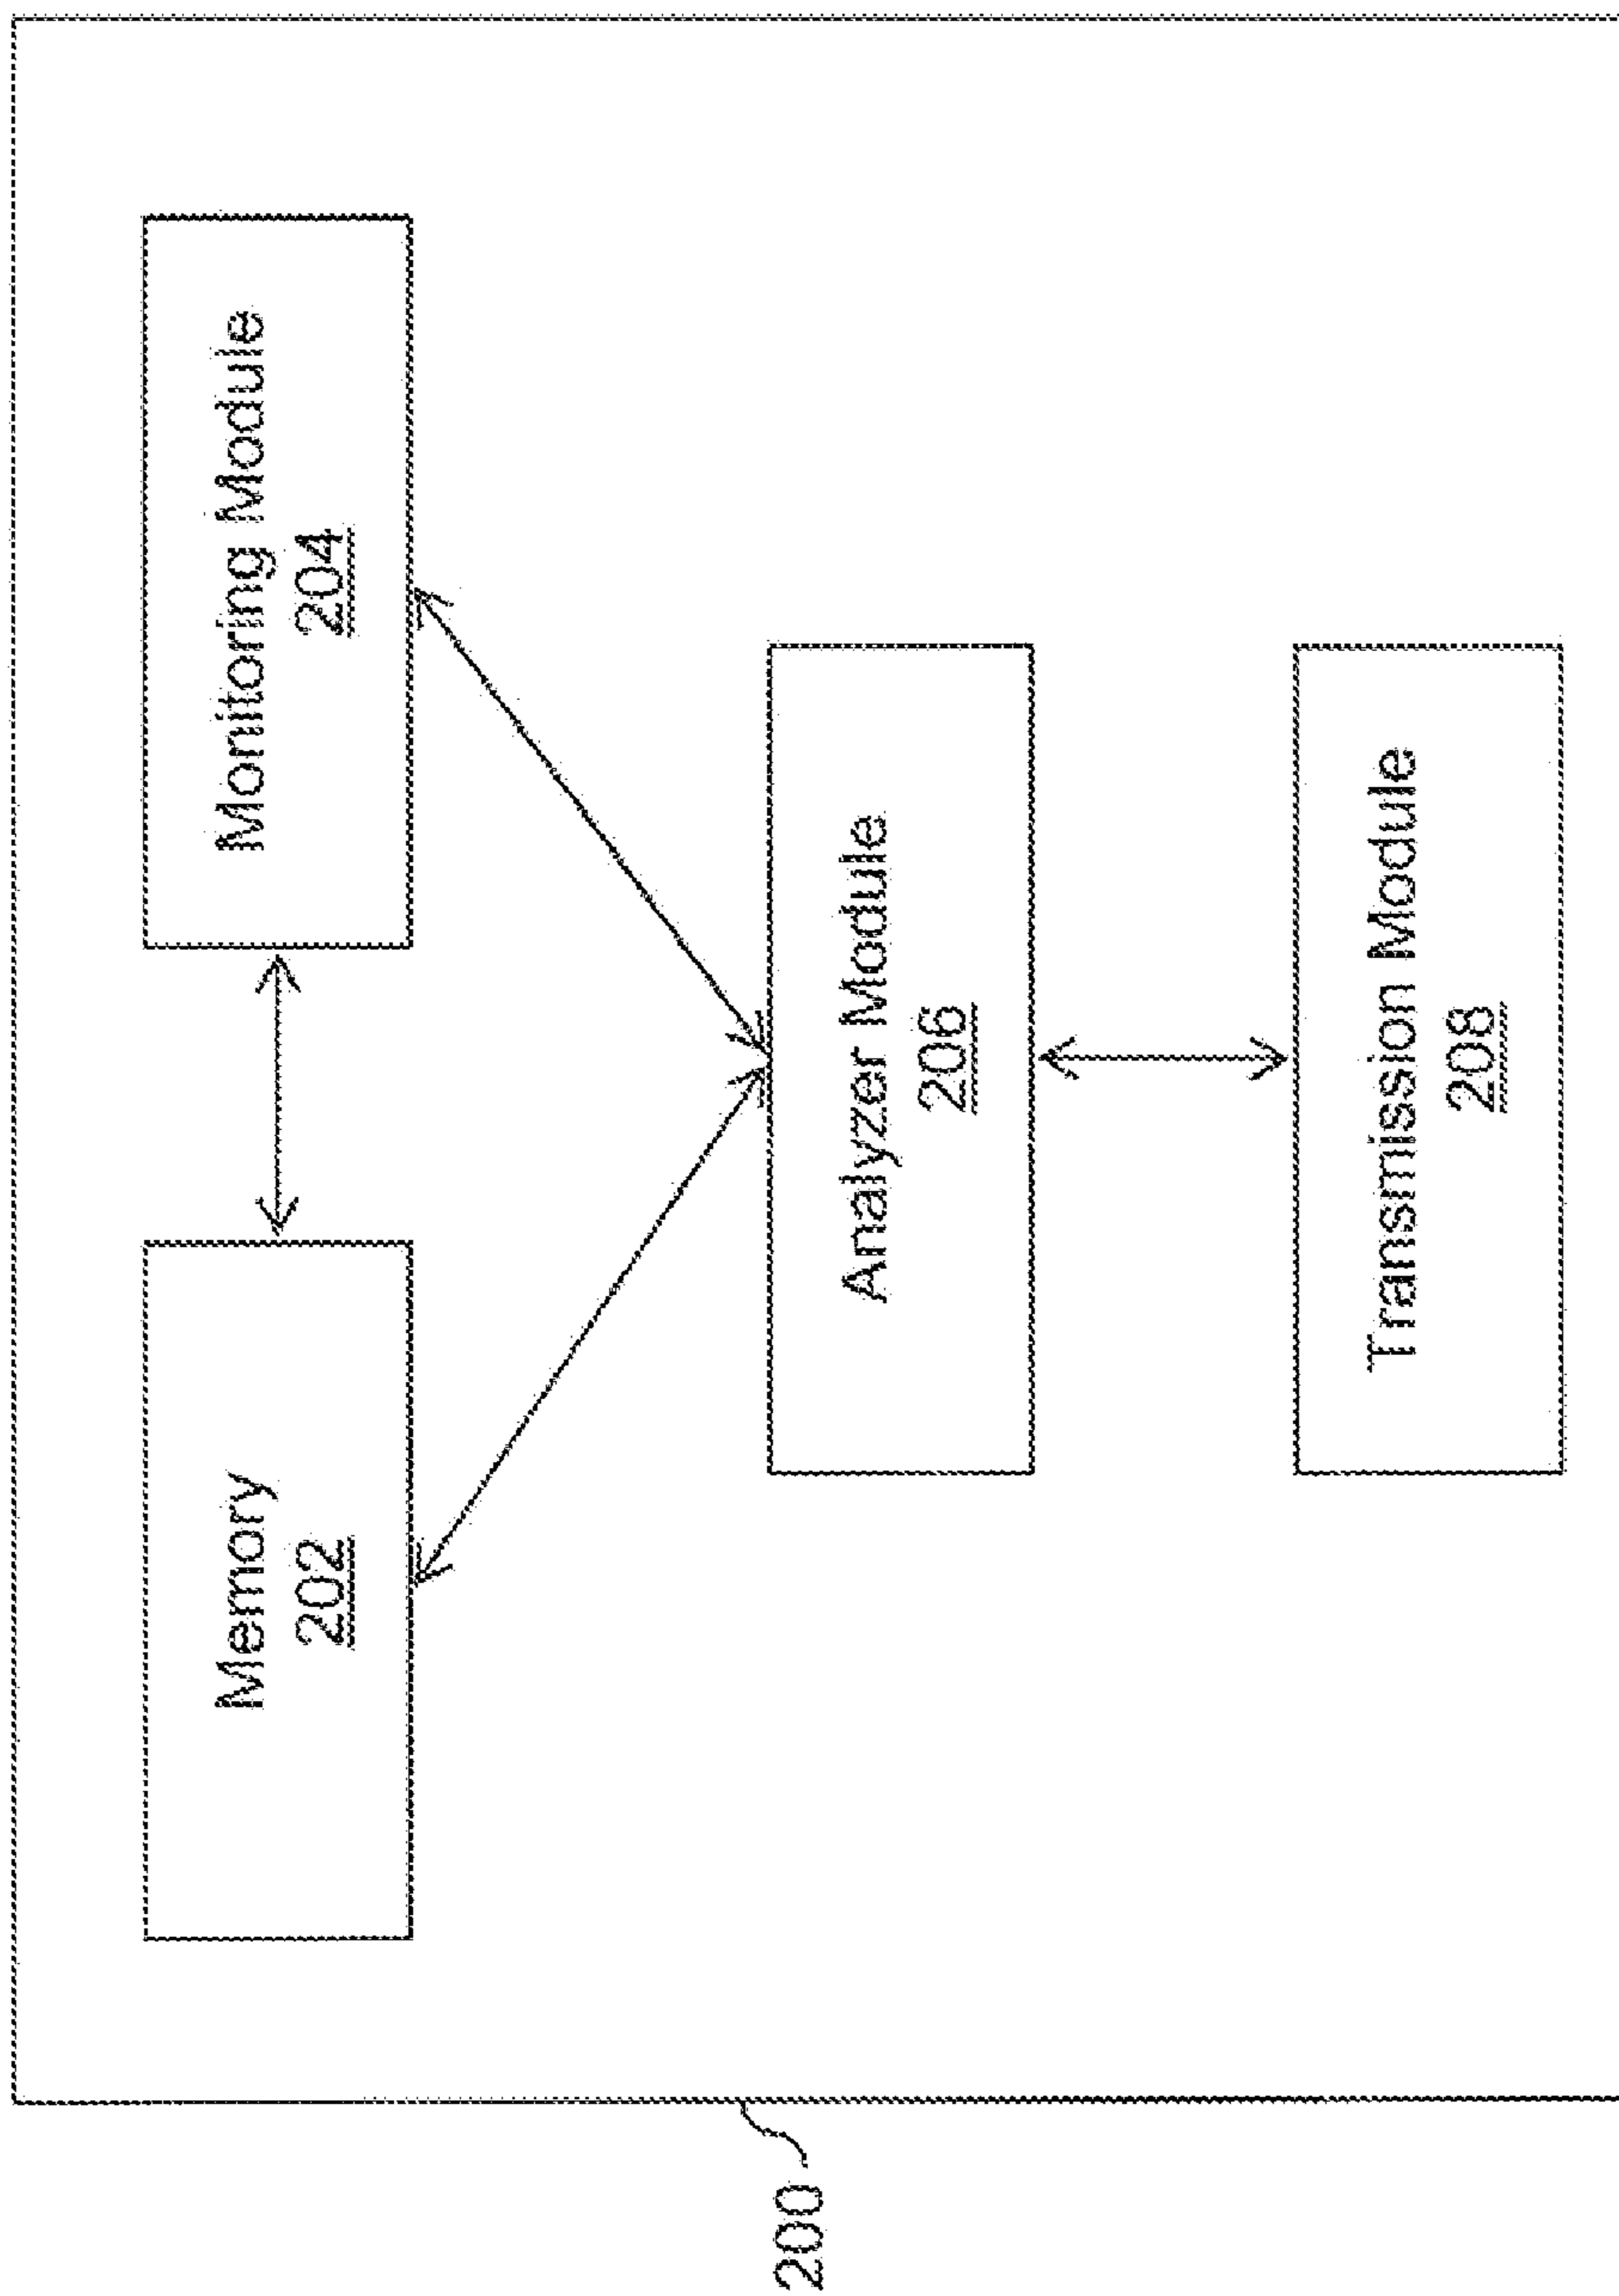 200
Memory
202
Monitoring Module
204
Analyzer Module
206
Transmission Module
208